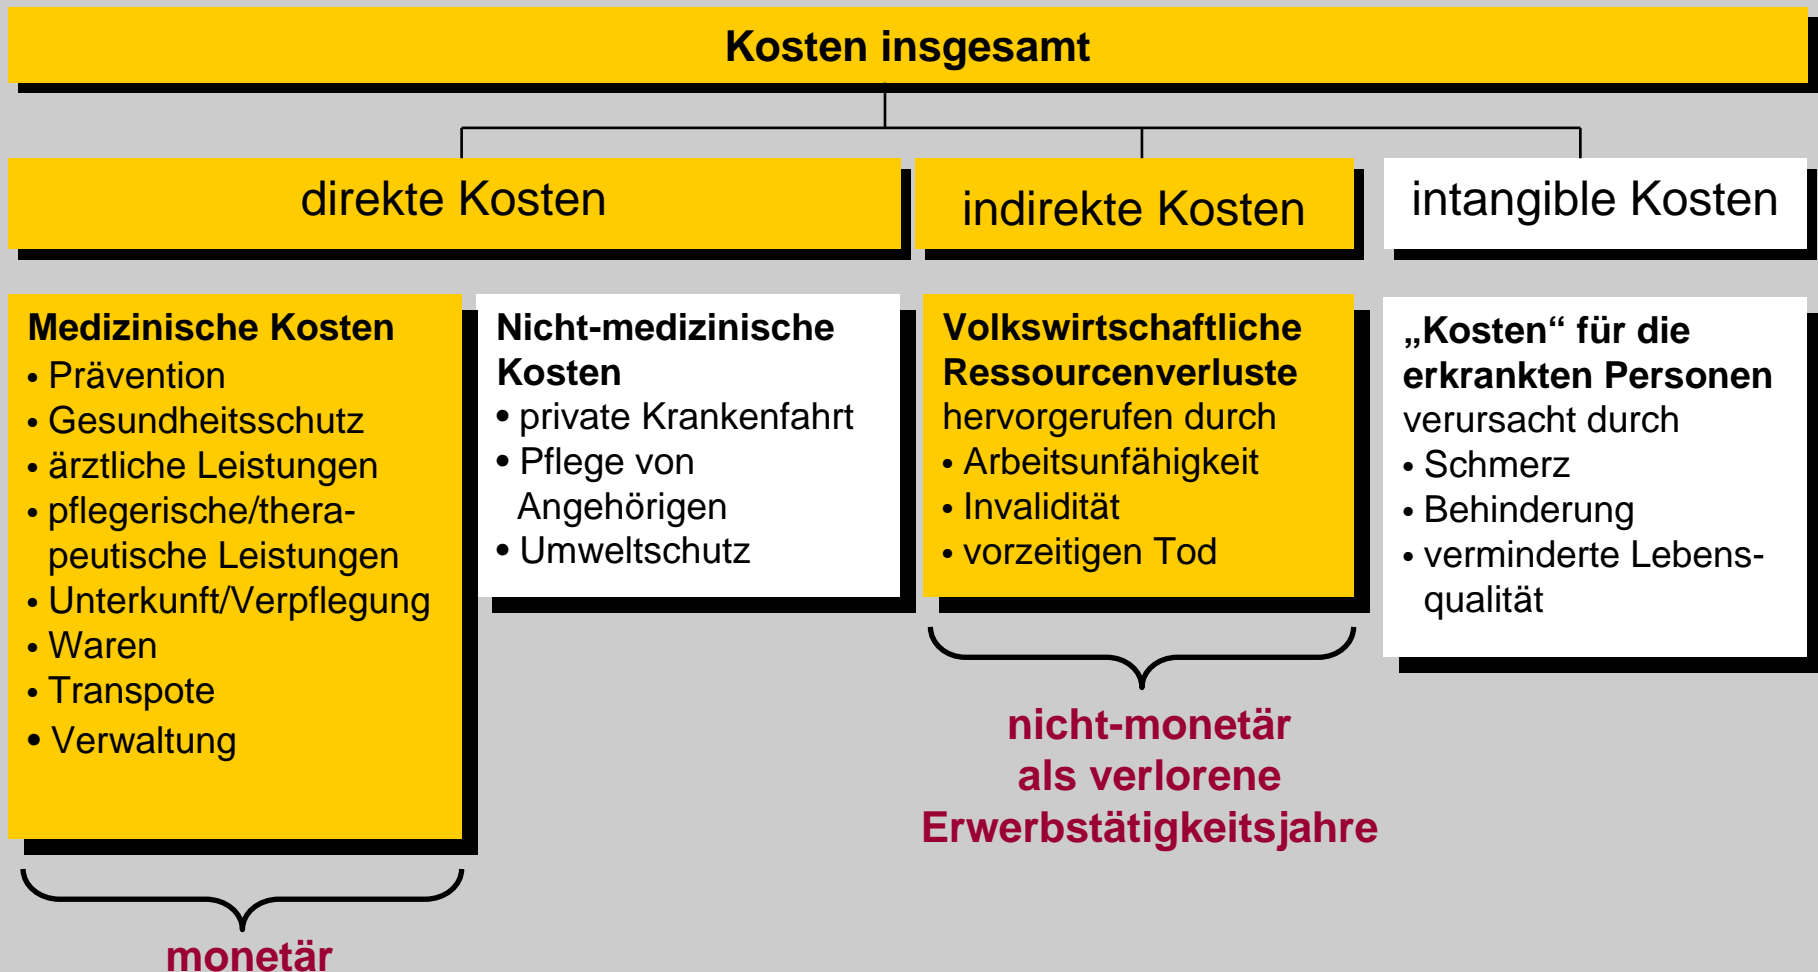 Kosten insgesamt
direkte Kosten
indirekte Kosten
intangible Kosten
Medizinische Kosten
• Prävention
• Gesundheitsschutz
• ärztliche Leistungen
• pflegerische/thera-
peutische Leistungen
• Unterkunft/Verpflegung
• Waren
• Transpote
• Verwaltung
monetär
Nicht-medizinische
Kosten
• private Krankenfahrt
• Pflege von
Angehörigen
• Umweltschutz
Volkswirtschaftliche
Ressourcenverluste
hervorgerufen durch
• Arbeitsunfähigkeit
• Invalidität
• vorzeitigen Tod
nicht-monetär
als verlorene
Erwerbstätigkeitsjahre
„Kosten“ für die
erkrankten Personen
verursacht durch
• Schmerz
• Behinderung
• verminderte Lebens-
qualität